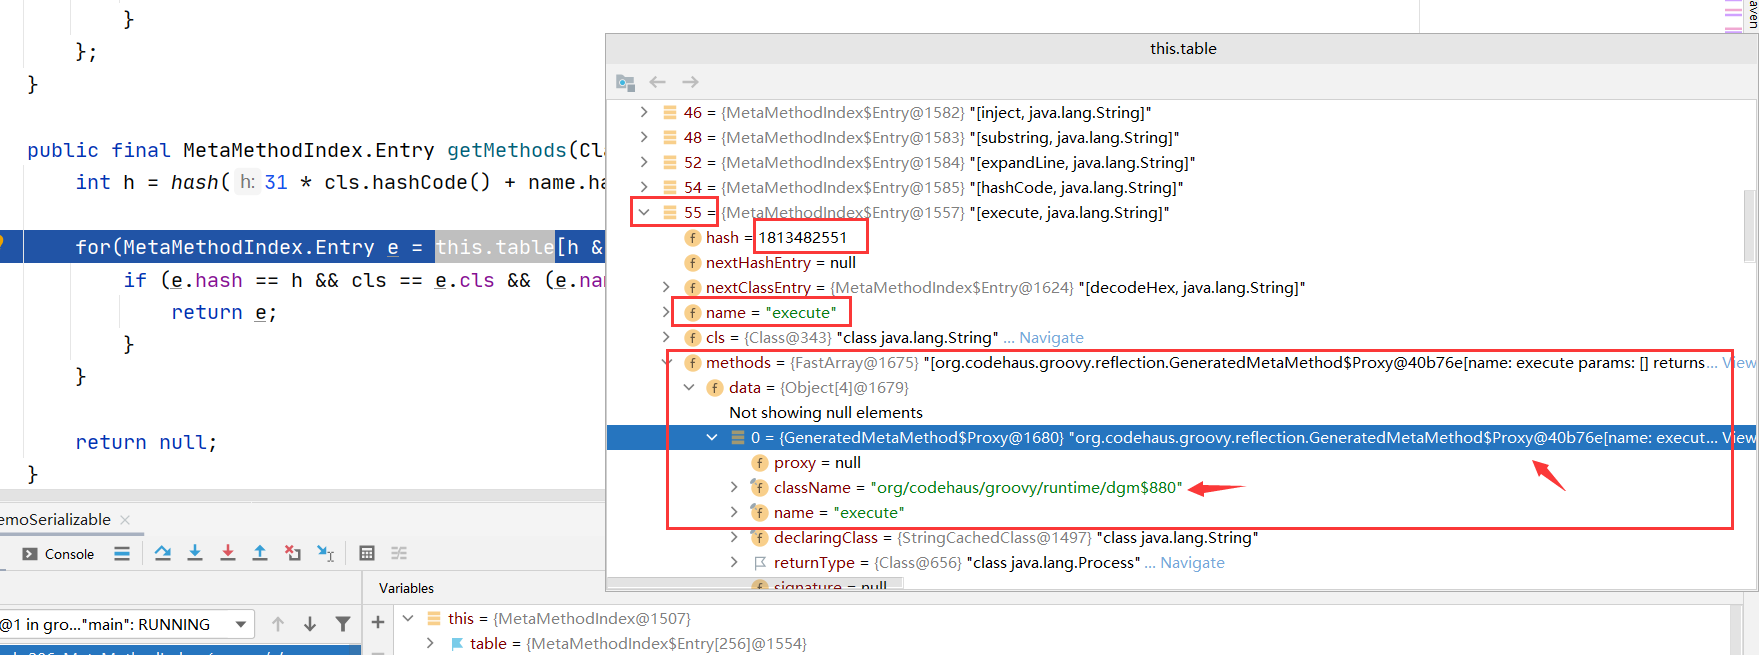 }
};
}
public final MetaMethodIndex.Entry getMethods(Cl
int h = hash( h: 31 * cls.hashCode() + name.ha
for(MetaMethodIndex.Entry e = this.table[h &
if (e.hash == h && cls == e.cls && (e.nam
return e;
}
}
return null;
}
this.table
46 = {MetaMethodIndex$Entry@1582} "[inject, java.lang.String]"
48 = {MetaMethodIndex$Entry@1583} "[substring, java.lang.String]"
52 = {MetaMethodIndex$Entry@1584} "[expandLine, java.lang.String]"
54 = {MetaMethodIndex$Entry@1585} "[hashCode, java.lang.String]"
55 = {MetaMethodIndex$Entry@1557} "[execute, java.lang.String]"
f hash = 1813482551
f nextHashEntry = null
f nextClassEntry = {MetaMethodIndex$Entry@1624} "[decodeHex, java.lang.String]"
f name = "execute"
f cls = {Class@343} "class java.lang.String" ... Navigate
f methods = {FastArray@1675} "[org.codehaus.groovy.reflection.GeneratedMetaMethod$Proxy@40b76e[name: execute params: [] returns... View
f data = {Object[4]@1679}
Not showing null elements
0 = {GeneratedMetaMethod$Proxy@1680} "org.codehaus.groovy.reflection.GeneratedMetaMethod$Proxy@40b76e[name: execut... View
f proxy = null
f className = "org/codehaus/groovy/runtime/dgm$880"
f name = "execute"
f declaringClass = {StringCachedClass@1497} "class java.lang.String"
returnType = {Class@656} "class java.lang.Process" ... Navigate
f signature = null
aven
emoSerializable
Console
Variables
@1 in gro..."main": RUNNING
this = {MetaMethodIndex@1507}
table = {MetaMethodIndex$Entry[256]@1554}